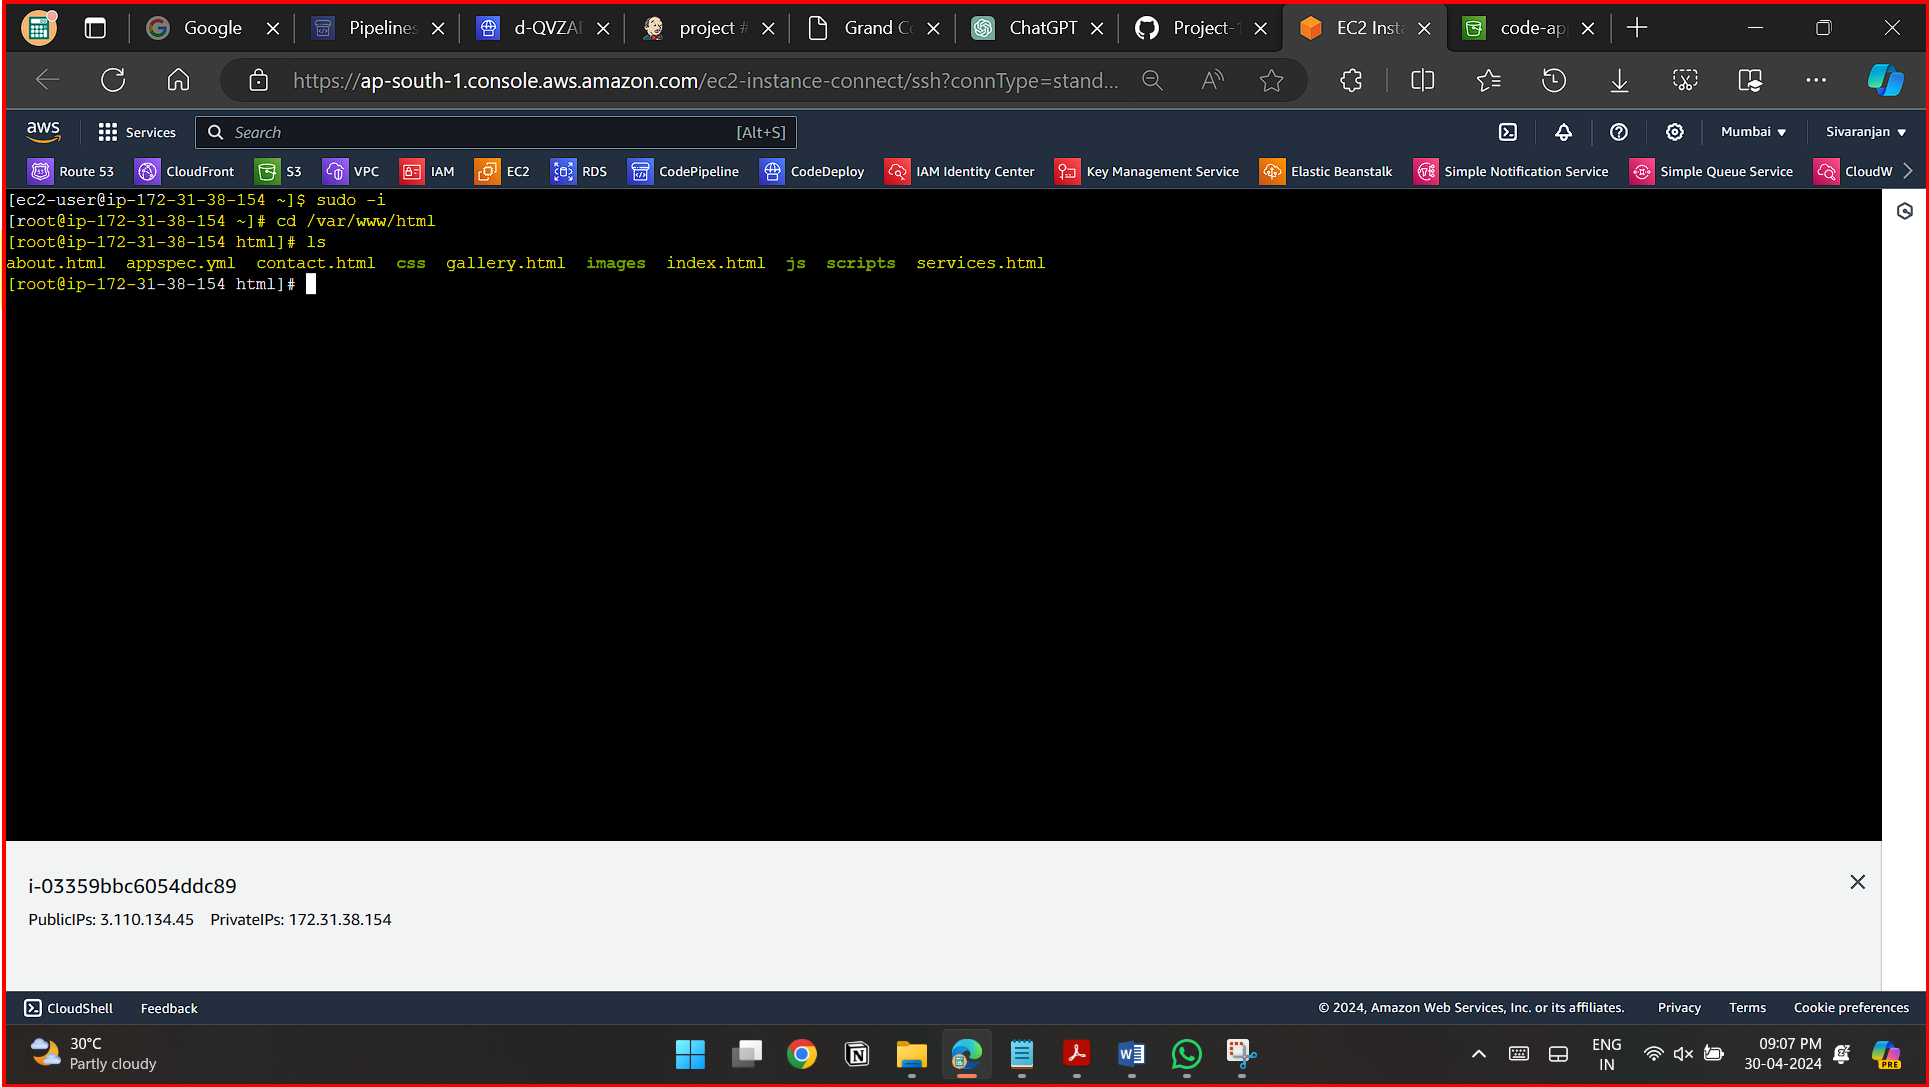 Google
Pipelines
d-QVZAL
project #
Grand Co
ChatGPT
Project-1
EC2 Insta
code-app
https://ap-south-1.console.aws.amazon.com/ec2-instance-connect/ssh?connType=stand...
aws
Services
Search
[Alt+S]
Mumbai
Sivaranjan
Route 53
CloudFront
S3
VPC
IAM
EC2
RDS
CodePipeline
CodeDeploy
IAM Identity Center
Key Management Service
Elastic Beanstalk
Simple Notification Service
Simple Queue Service
CloudW
[ec2-user@ip-172-31-38-154 ~]$ sudo -i
[root@ip-172-31-38-154 ~]# cd /var/www/html
[root@ip-172-31-38-154 html]# ls
about.html appspec.yml contact.html css gallery.html images index.html js scripts services.html
[root@ip-172-31-38-154 html]#
i-03359bbc6054ddc89
PublicIPs: 3.110.134.45 PrivateIPs: 172.31.38.154
CloudShell
Feedback
© 2024, Amazon Web Services, Inc. or its affiliates.
Privacy
Terms
Cookie preferences
30°C
Partly cloudy
ENG
IN
09:07 PM
30-04-2024
PRE